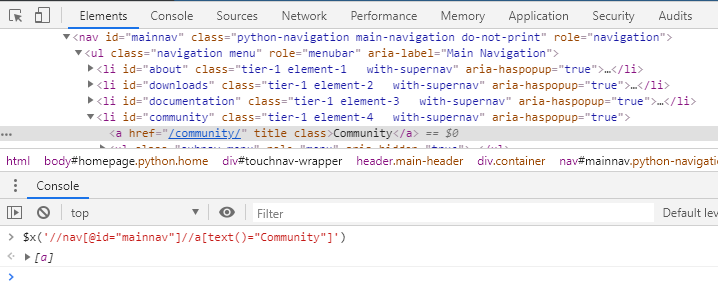 Elements Console Sources Network Performance Memory Application Security Audits
▼<nav id="mainnav" class="python-navigation main-navigation do-not-print" role="navigation">
▼<ul class="navigation menu" role="menubar" aria-label="Main Navigation">
▶<li id="about" class="tier-1 element-1   with-supernav" aria-haspopup="true">…</li>
▶<li id="downloads" class="tier-1 element-2   with-supernav" aria-haspopup="true">…</li>
▶<li id="documentation" class="tier-1 element-3   with-supernav" aria-haspopup="true">…</li>
▼<li id="community" class="tier-1 element-4   with-supernav" aria-haspopup="true">
… <a href="/community/" title class>Community</a> == $0
html body#homepage.python.home div#touchnav-wrapper header.main-header div.container nav#mainnav.python-navigati
Console
top ▼ Filter Default leve
> $x('//nav[@id="mainnav"]//a[text()="Community"]')
▶[a]
>